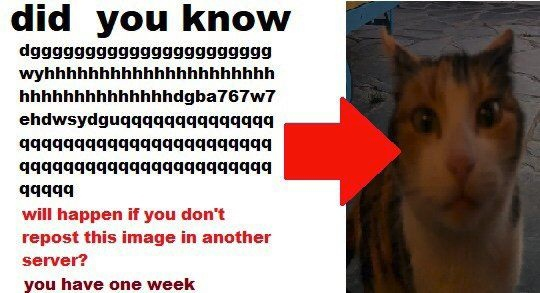 did  you know
dgggggggggggggggggggggg
wyhhhhhhhhhhhhhhhhhhhhh
hhhhhhhhhhhhhhdgba767w7
ehdwsydguqqqqqqqqqqqqqq
qqqqqqqqqqqqqqqqqqqqqqq
qqqqqqqqqqqqqqqqqqqqqqq
qqqqq
will happen if you don't
repost this image in another
server?
you have one week